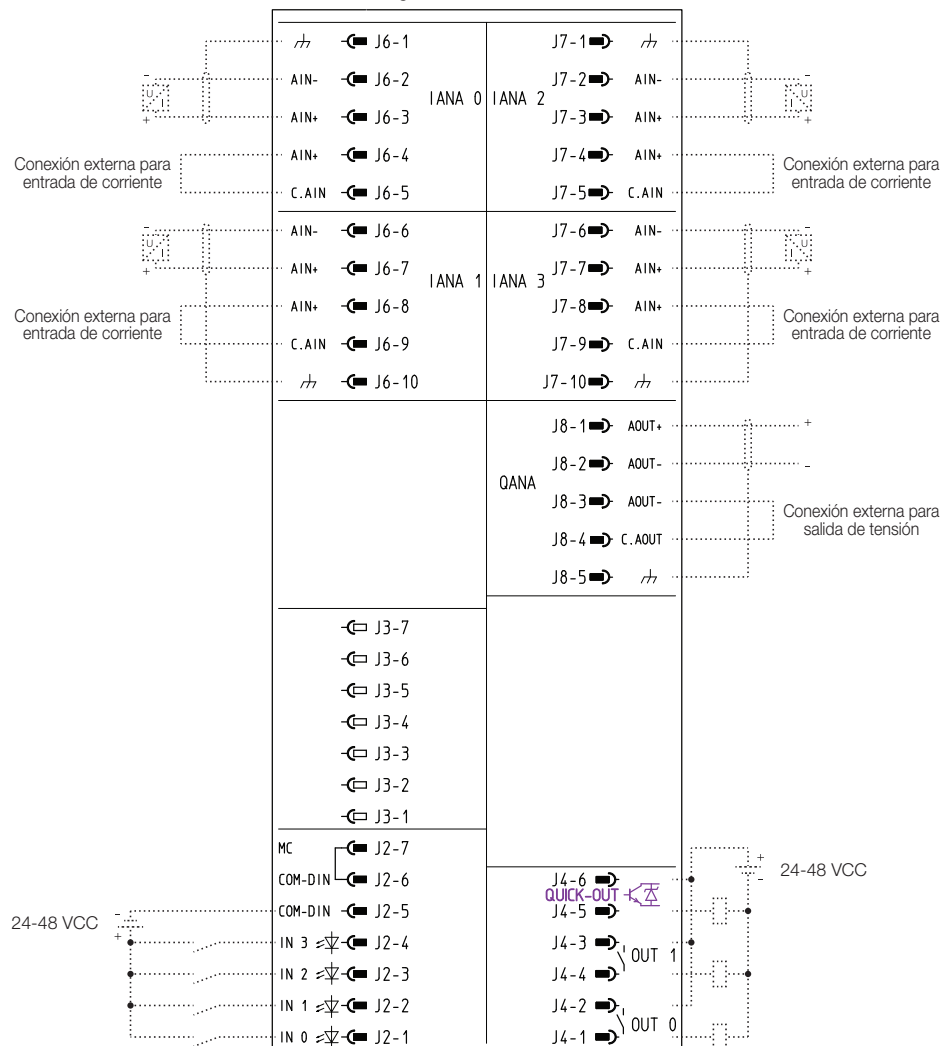 J6-1 J7-1
AIN- J6-2 J7-2 AIN-
- -
U I IANA 0 IANA 2 U I
AIN+ J6-3 J7-3 AIN+
+ +
AIN+ J6-4 J7-4 AIN+
Conexión externa para
entrada de corriente
Conexión externa para
entrada de corriente
C.AIN J6-5 J7-5 C.AIN
AIN- J6-6 J7-6 AIN-
- -
U I U I
AIN+ J6-7 J7-7 AIN+
+ +
IANA 1 IANA 3
AIN+ J6-8 J7-8 AIN+
Conexión externa para
entrada de corriente
Conexión externa para
entrada de corriente
C.AIN J6-9 J7-9 C.AIN
J6-10 J7-10
J8-1 AOUT+ +
J8-2 AOUT- -
QANA
J8-3 AOUT-
Conexión externa para
salida de tensión
J8-4 C.AOUT
J8-5
J3-7
J3-6
J3-5
J3-4
J3-3
J3-2
J3-1
MC J2-7
COM-DIN J2-6 J4-6
+
24-48 VCC
-
QUICK-OUT
COM-DIN J2-5 J4-5
-
24-48 VCC
+
IN 3 J2-4 J4-3
OUT 1
IN 2 J2-3 J4-4
IN 1 J2-2 J4-2
OUT 0
IN 0 J2-1 J4-1